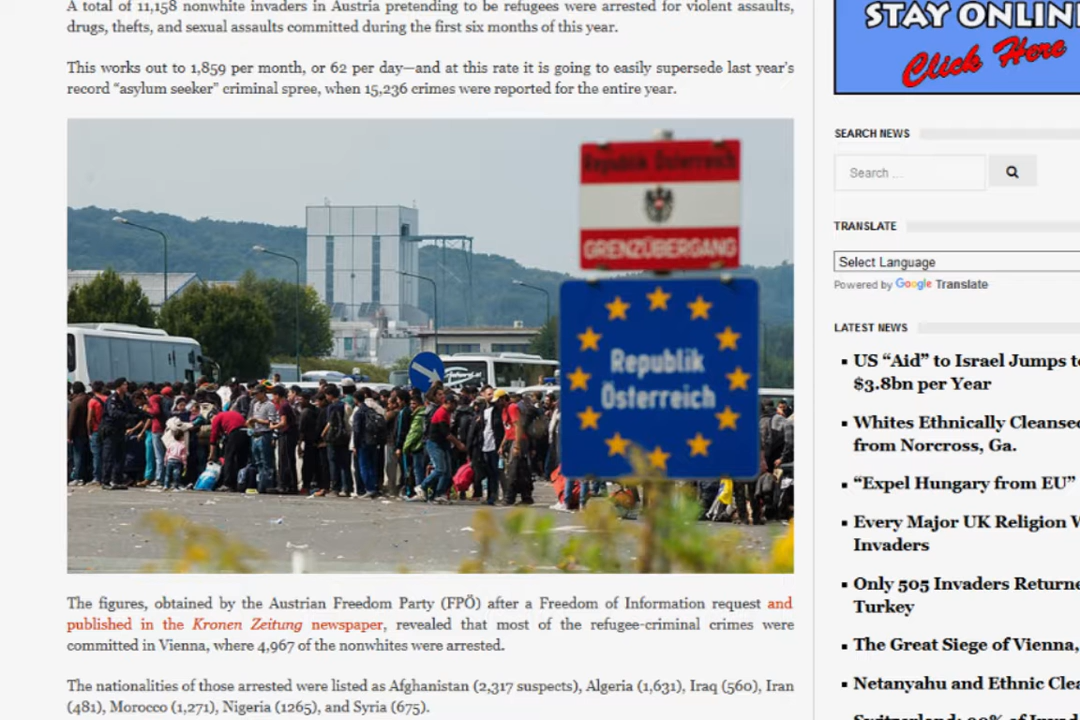 A total of 11,158 nonwhite invaders in Austria pretending to be refugees were arrested for violent assaults,
drugs, thefts, and sexual assaults committed during the first six months of this year.
This works out to 1,859 per month, or 62 per day—and at this rate it is going to easily supersede last year's
record “asylum seeker” criminal spree, when 15,236 crimes were reported for the entire year.
Republik Österreich
GRENZÜBERGANG
Republik
Österreich
The figures, obtained by the Austrian Freedom Party (FPÖ) after a Freedom of Information request and
published in the Kronen Zeitung newspaper, revealed that most of the refugee-criminal crimes were
committed in Vienna, where 4,967 of the nonwhites were arrested.
The nationalities of those arrested were listed as Afghanistan (2,317 suspects), Algeria (1,631), Iraq (560), Iran
(481), Morocco (1,271), Nigeria (1265), and Syria (675).
STAY ONLIN
Click Here
SEARCH NEWS
Search ...
TRANSLATE
Select Language
Powered by Google Translate
LATEST NEWS
US “Aid” to Israel Jumps to
$3.8bn per Year
Whites Ethnically Cleansed
from Norcross, Ga.
“Expel Hungary from EU”
Every Major UK Religion
Invaders
Only 505 Invaders Returned
Turkey
The Great Siege of Vienna,
Netanyahu and Ethnic Clea